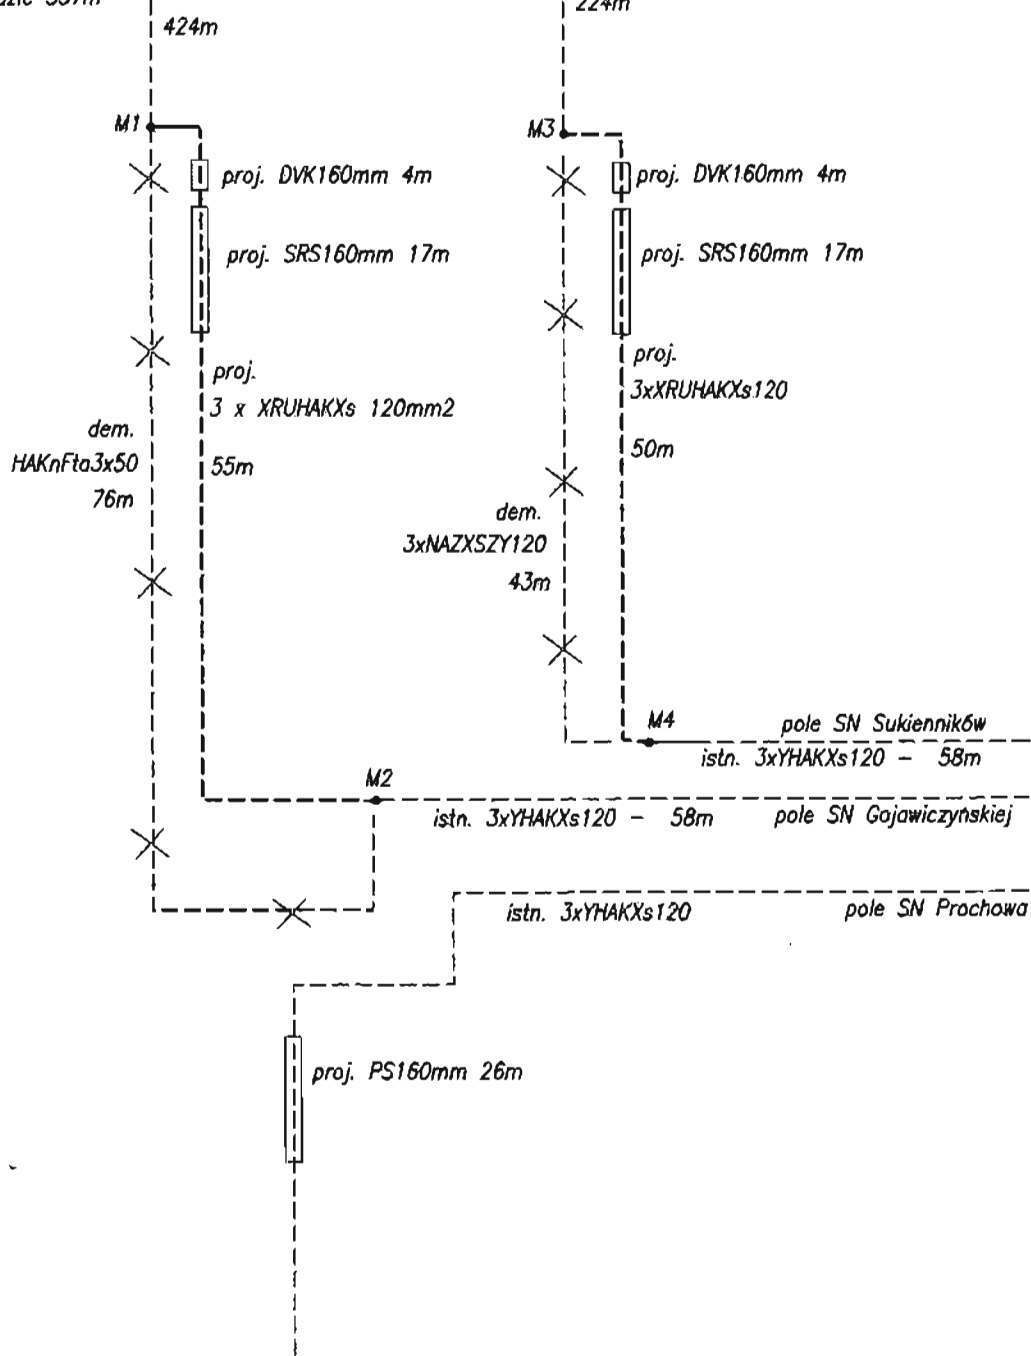 424m
224m
M1
M3
proj. DVK160mm 4m
proj. DVK160mm 4m
proj. SRS160mm 17m
proj. SRS160mm 17m
proj.
3 x XRUHAKXs 120mm2
55m
proj.
3xXRUHAKXs120
50m
dem.
HAKnFta3x50
76m
dem.
3xNAZXSZY120
43m
M4
pole SN Sukienników
istn. 3xYHAKXs120 - 58m
M2
istn. 3xYHAKXs120 - 58m pole SN Gojawiczyńskiej
istn. 3xYHAKXs120 pole SN Prochowa
proj. PS160mm 26m